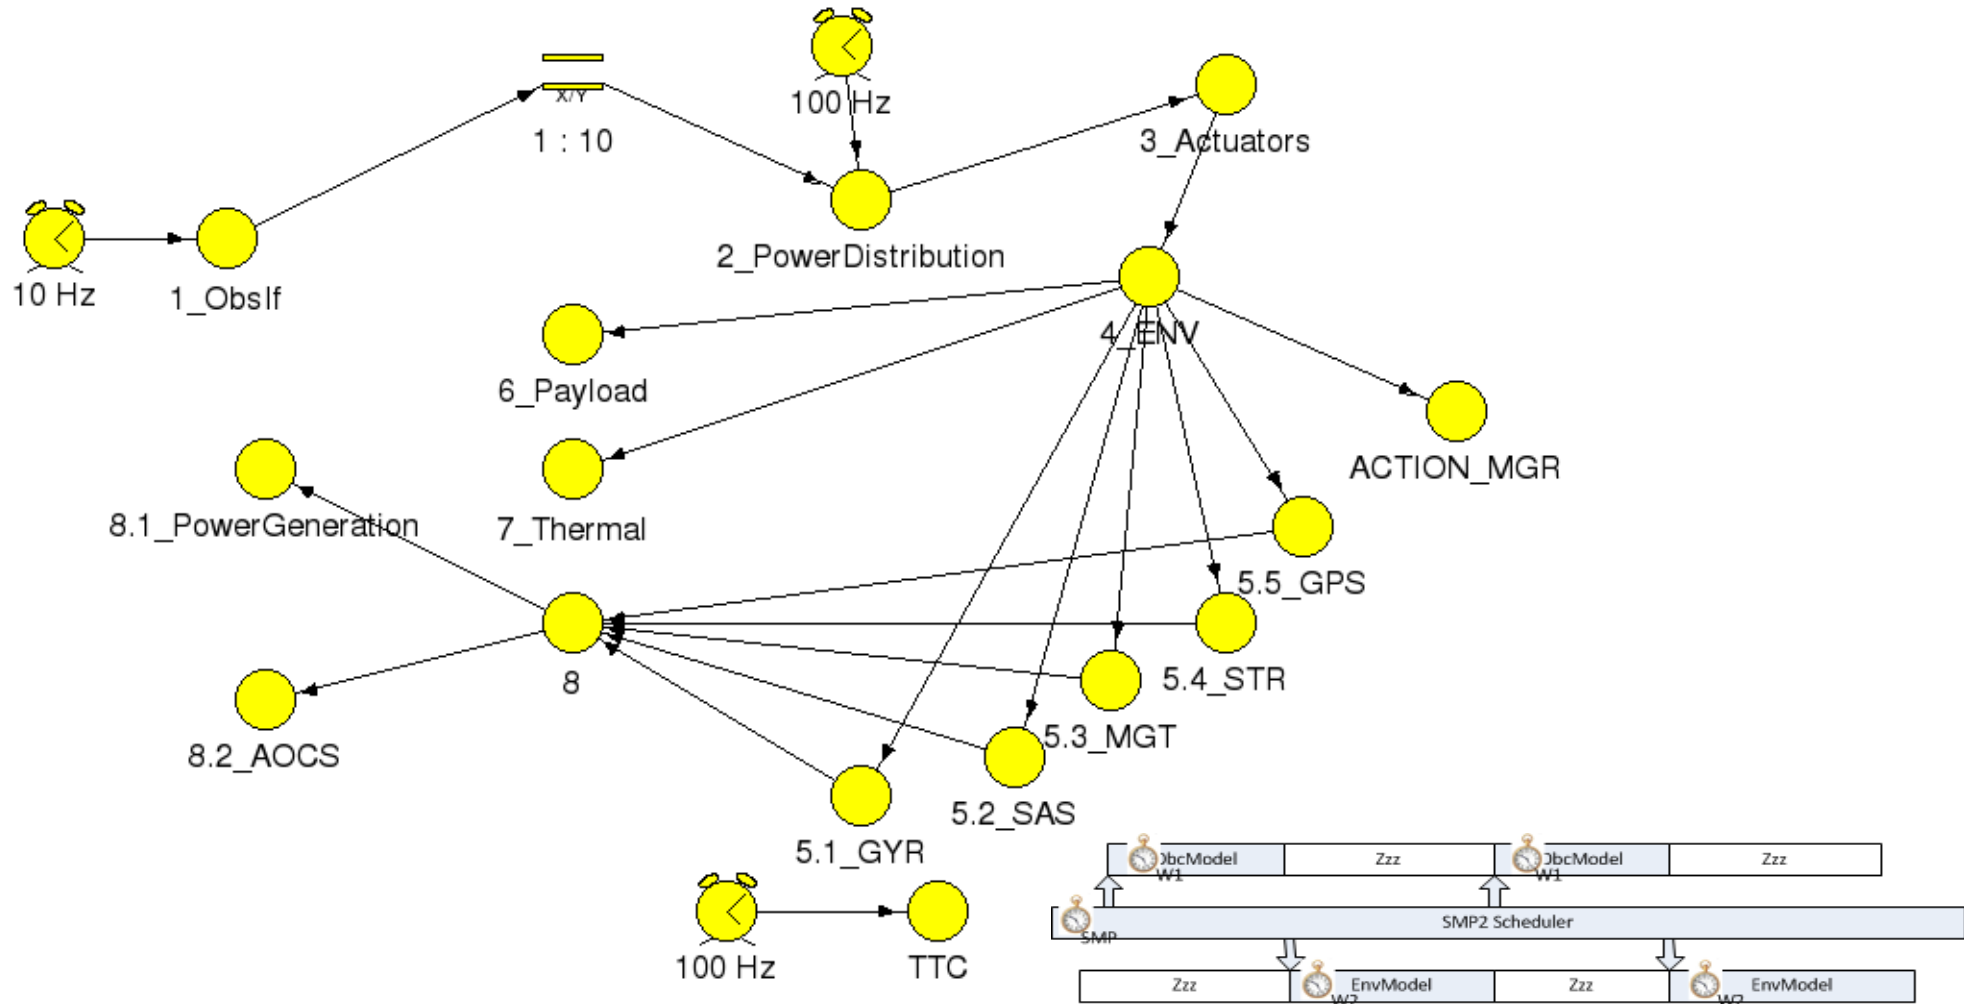 X/Y
1 : 10
100 Hz
3_Actuators
10 Hz
1_ObsIf
2_PowerDistribution
4_ENV
6_Payload
ACTION_MGR
8.1_PowerGeneration
7_Thermal
5.5_GPS
8
5.4_STR
5.3_MGT
8.2_AOCS
5.2_SAS
5.1_GYR
100 Hz
TTC
ObcModel
W1
Zzz
ObcModel
W1
Zzz
SMP2 Scheduler
SMP
Zzz
EnvModel
W2
Zzz
EnvModel
W2